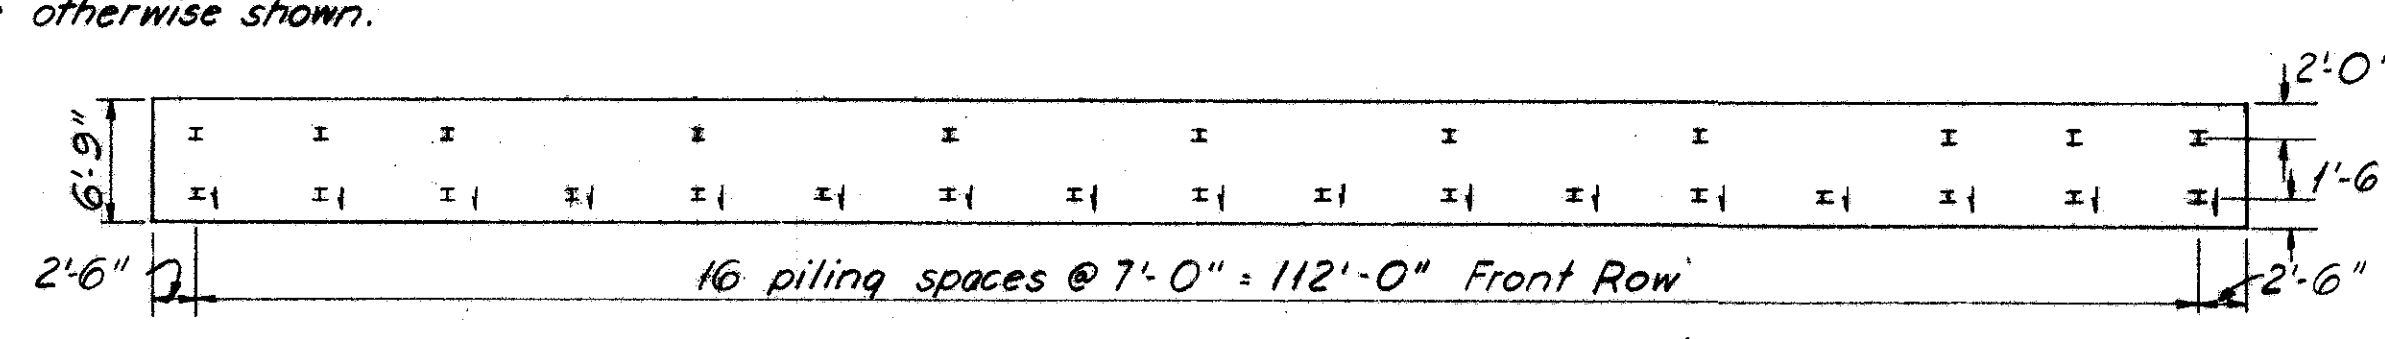 otherwise shown.
2'-0"
6'-9"
1'-6
2'-6"
16 piling spaces @ 7'-0" = 112'-0" Front Row
2'-6"